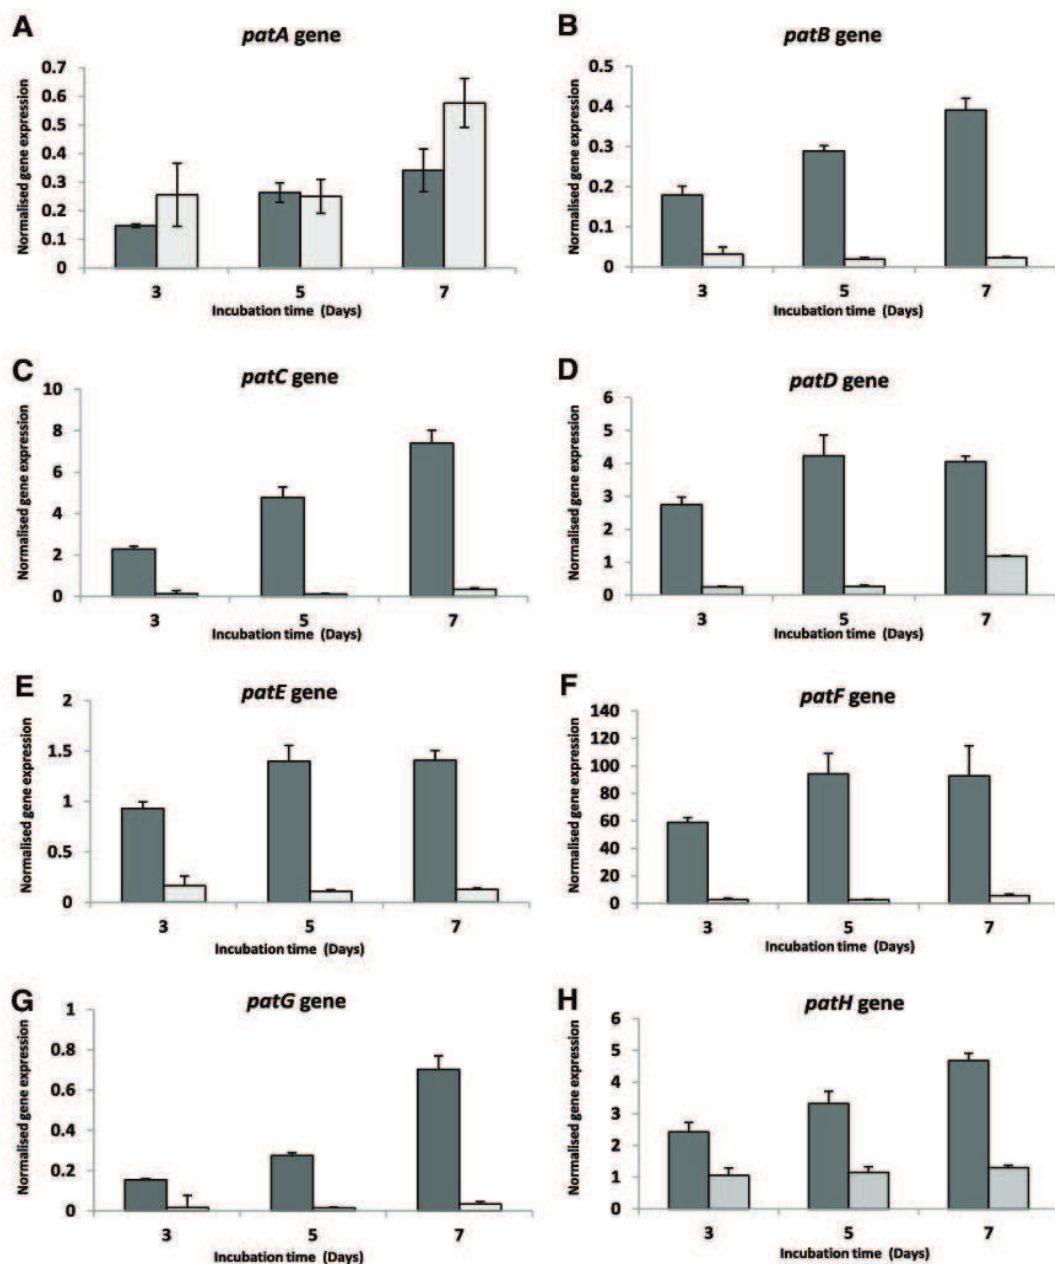 A
patA gene
Normalised gene expression
0.7
0.6
0.5
0.4
0.3
0.2
0.1
0
3
5
7
Incubation time (Days)
B
patB gene
Normalised gene expression
0.5
0.4
0.3
0.2
0.1
0
3
5
7
Incubation time (Days)
C
patC gene
Normalised gene expression
10
8
6
4
2
0
3
5
7
Incubation time (Days)
D
patD gene
Normalised gene expression
6
5
4
3
2
1
0
3
5
7
Incubation time (Days)
E
patE gene
Normalised gene expression
2
1.5
1
0.5
0
3
5
7
Incubation time (Days)
F
patF gene
Normalised gene expression
140
120
100
80
60
40
20
0
3
5
7
Incubation time (Days)
G
patG gene
Normalised gene expression
1
0.8
0.6
0.4
0.2
0
3
5
7
Incubation time (Days)
H
patH gene
Normalised gene expression
6
5
4
3
2
1
0
3
5
7
Incubation time (Days)